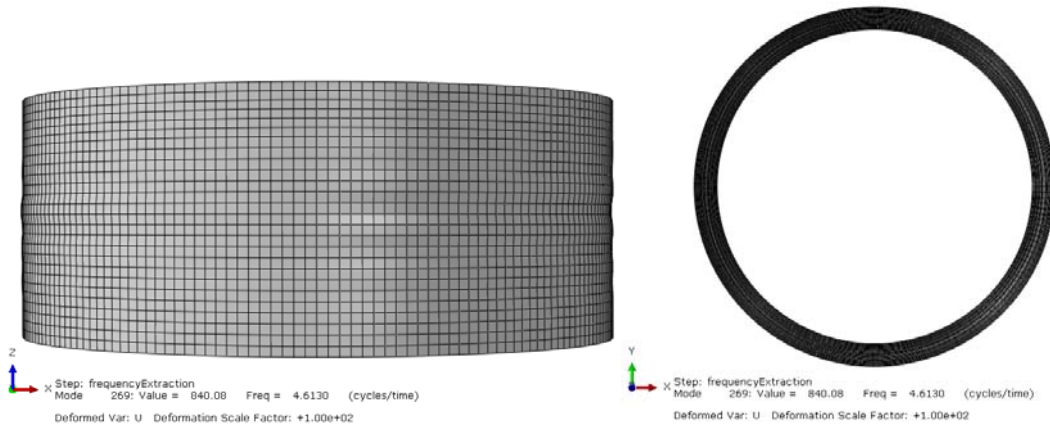 Z
X
Step: frequencyExtraction
Mode 269: Value = 840.08 Freq = 4.6130 (cycles/time)
Deformed Var: U Deformation Scale Factor: +1.00e+02
Y
X
Step: frequencyExtraction
Mode 269: Value = 840.08 Freq = 4.6130 (cycles/time)
Deformed Var: U Deformation Scale Factor: +1.00e+02